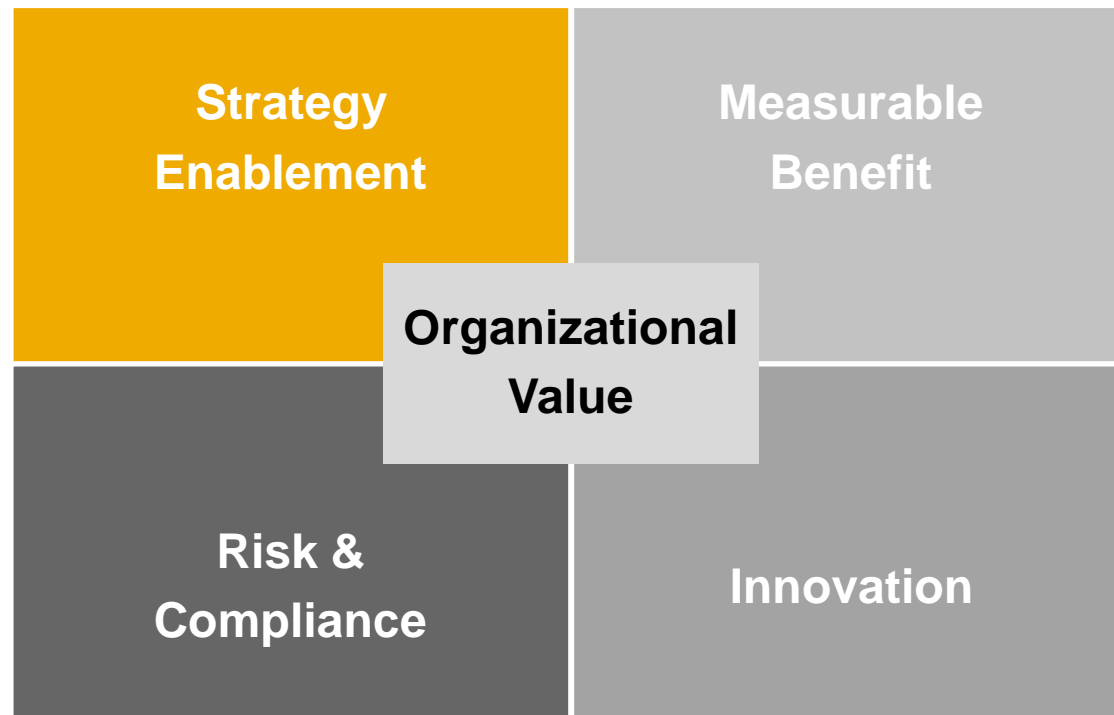 Strategy
Enablement
Measurable
Benefit
Organizational
Value
Risk &
Compliance
Innovation